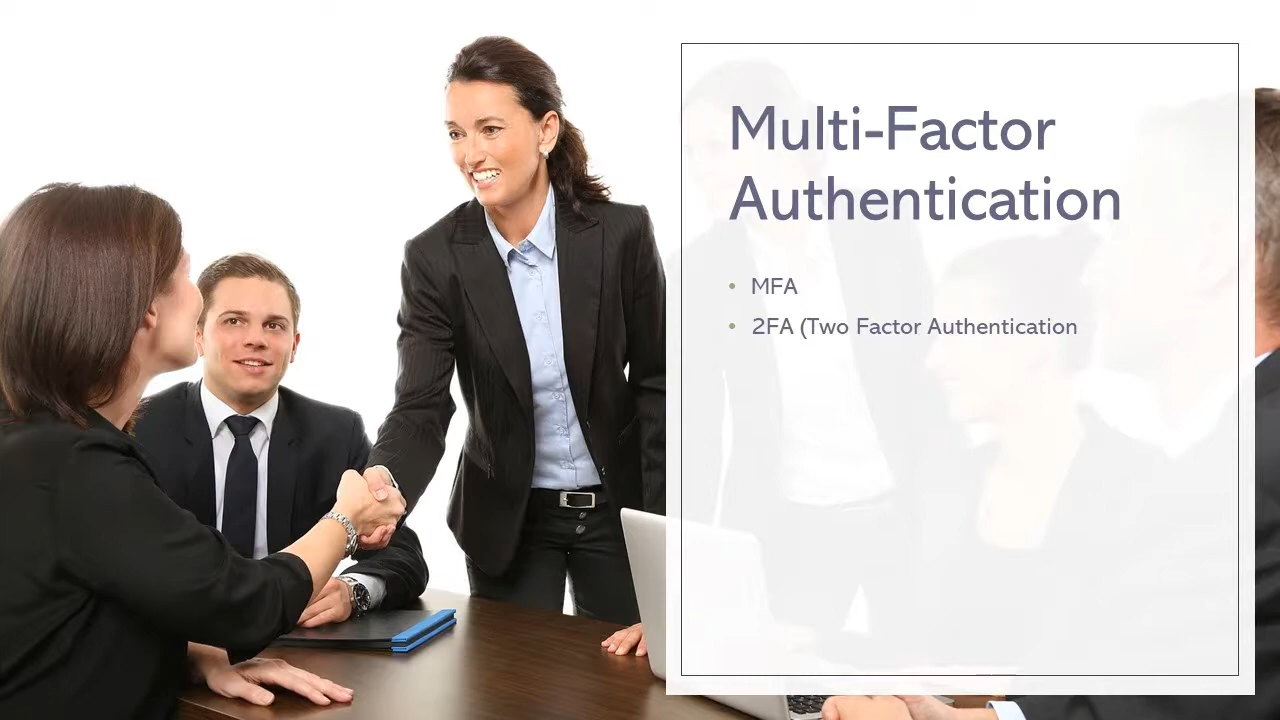 Multi-Factor
Authentication
• MFA
• 2FA (Two Factor Authentication